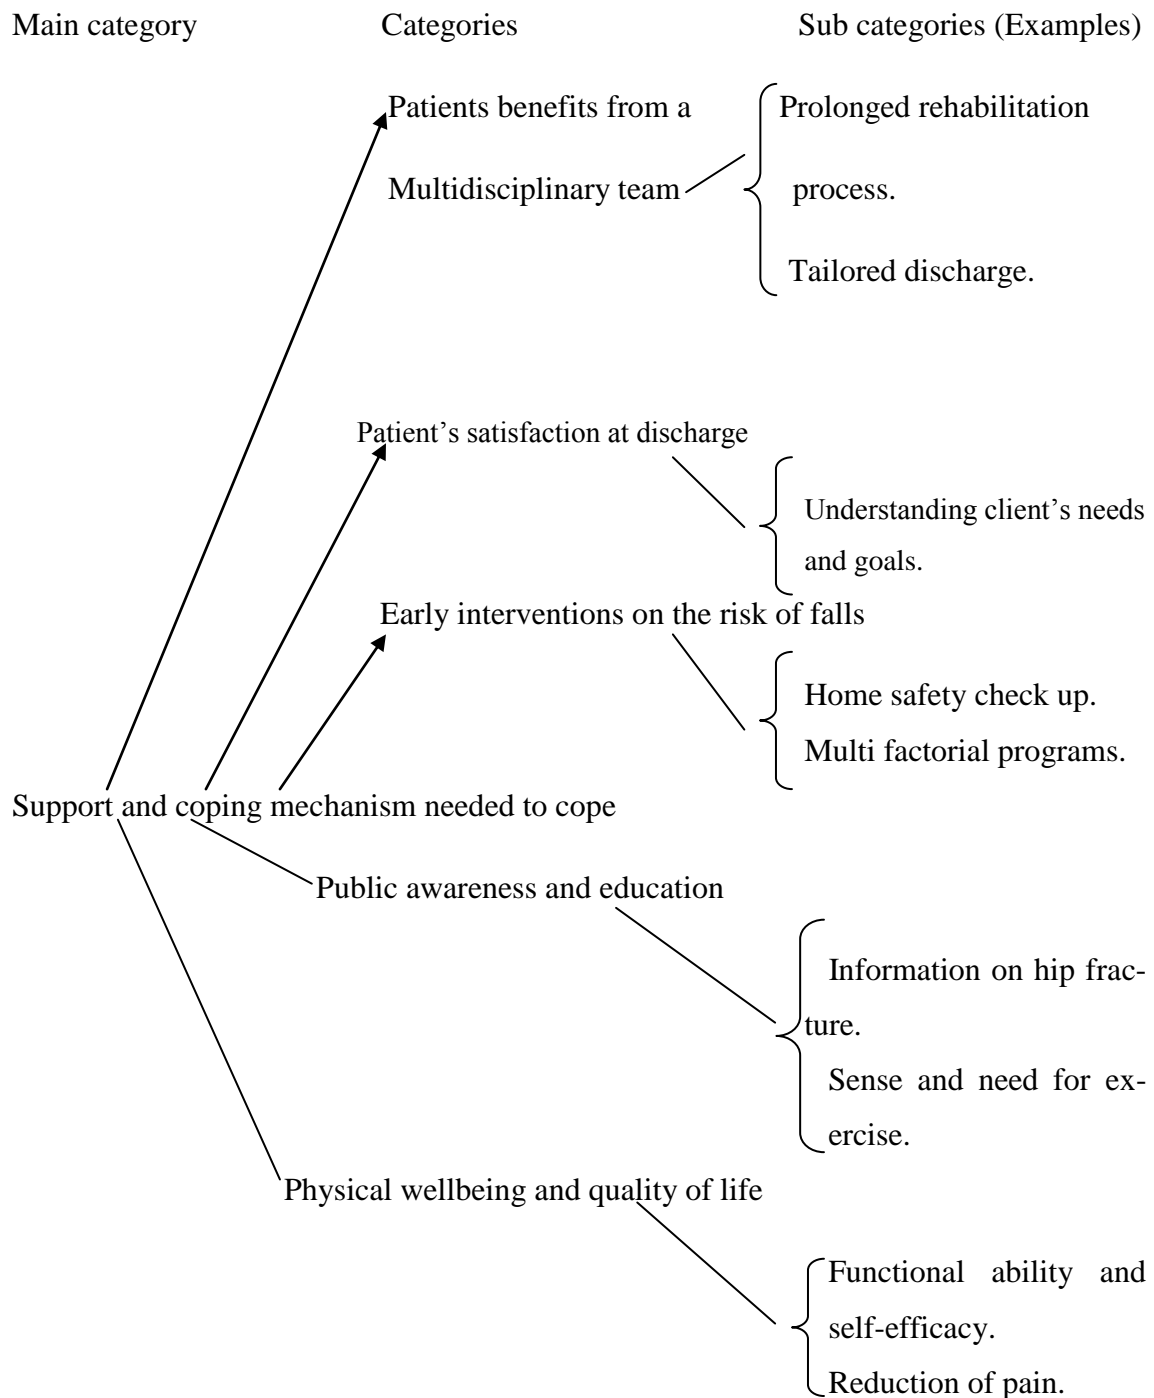 Main category Categories Sub categories (Examples)
Patients benefits from a Prolonged rehabilitation
Multidisciplinary team process.
Tailored discharge.
Patient’s satisfaction at discharge
Understanding client’s needs
and goals.
Early interventions on the risk of falls
Home safety check up.
Multi factorial programs.
Support and coping mechanism needed to cope
Public awareness and education
Information on hip frac-
ture.
Sense and need for ex-
ercise.
Physical wellbeing and quality of life
Functional ability and
self-efficacy.
Reduction of pain.